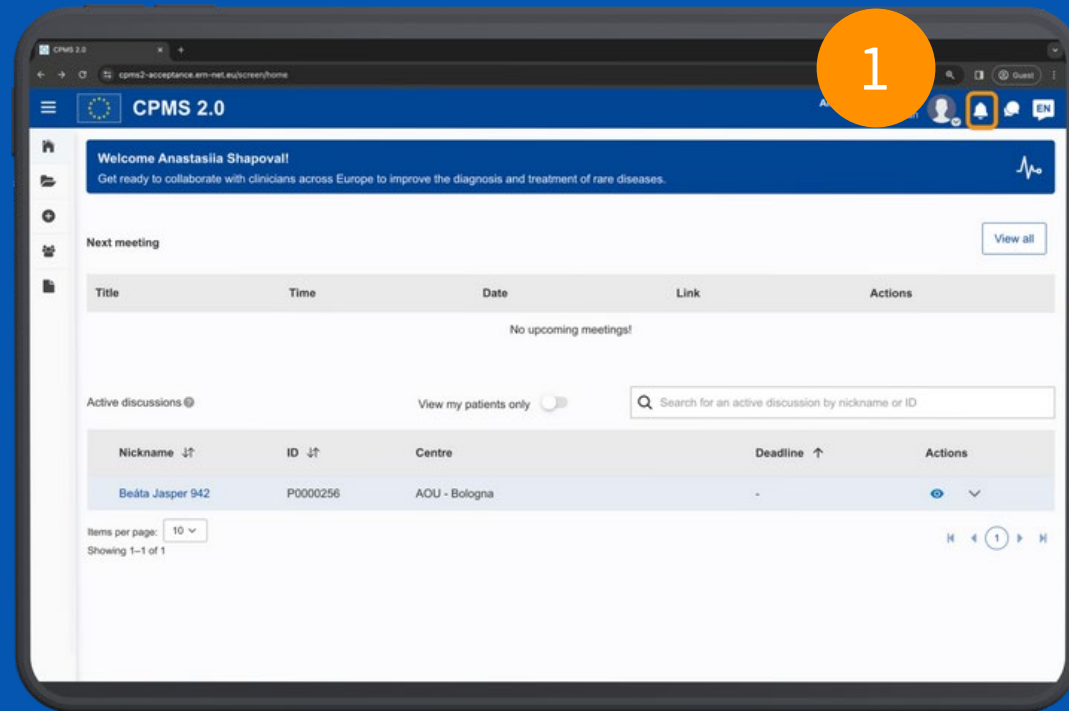 CPMS 2.0
cpms2-acceptance.ern-net.eu/screen/home
Guest
1
CPMS 2.0
EN
Welcome Anastasiia Shapoval!
Get ready to collaborate with clinicians across Europe to improve the diagnosis and treatment of rare diseases.
Next meeting
View all
Title Time Date Link Actions
No upcoming meetings!
Active discussions
View my patients only
Search for an active discussion by nickname or ID
Nickname ID Centre Deadline Actions
Beáta Jasper 942 P0000256 AOU - Bologna -
Items per page: 10
Showing 1–1 of 1
1